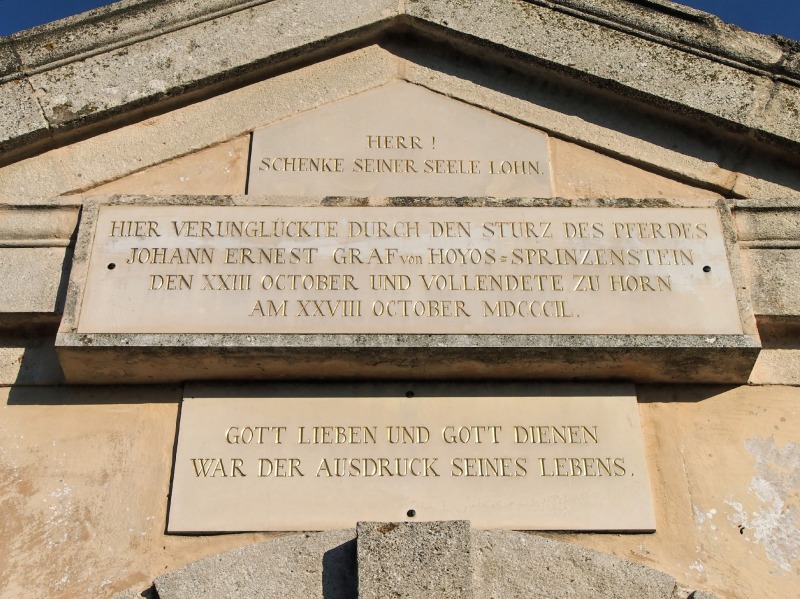 HERR !
SCHENKE SEINER SEELE LOHN.
HIER VERUNGLÜCKTE DURCH DEN STURZ DES PFERDES
JOHANN ERNEST GRAF von HOYOS=SPRINZENSTEIN
DEN XXIII OCTOBER UND VOLLENDETE ZU HORN
AM XXVIII OCTOBER MDCCCIL.
GOTT LIEBEN UND GOTT DIENEN
WAR DER AUSDRUCK SEINES LEBENS.